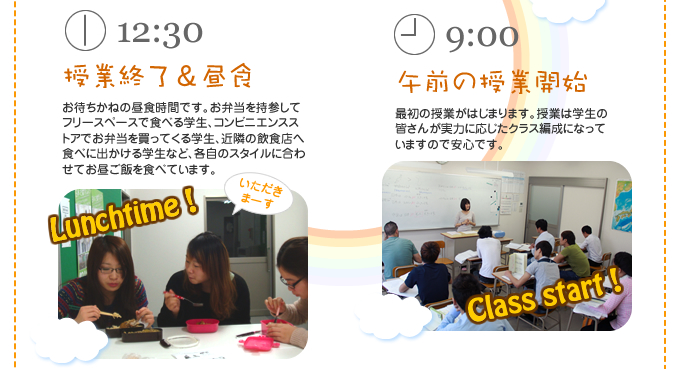 12:30
授業終了＆昼食
お待ちかねの昼食時間です。お弁当を持参して
フリースペースで食べる学生、コンビニエンスス
トアでお弁当を買ってくる学生、近隣の飲食店へ
食べに出かける学生など、各自のスタイルに合わ
せてお昼ご飯を食べています。
いただき
まーす
Lunchtime！
9:00
午前の授業開始
最初の授業がはじまります。授業は学生の
皆さんが実力に応じたクラス編成になって
いますので安心です。
Class start！